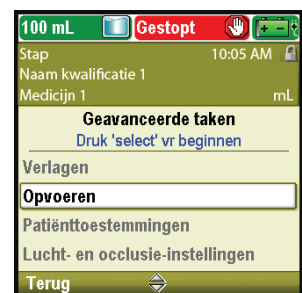 100 mL Gestopt
Stap 10:05 AM
Naam kwalificatie 1
Medicijn 1 mL
Geavanceerde taken
Druk 'select' vr beginnen
Verlagen
Opvoeren
Patiënttoestemmingen
Lucht- en occlusie-instellingen
Terug